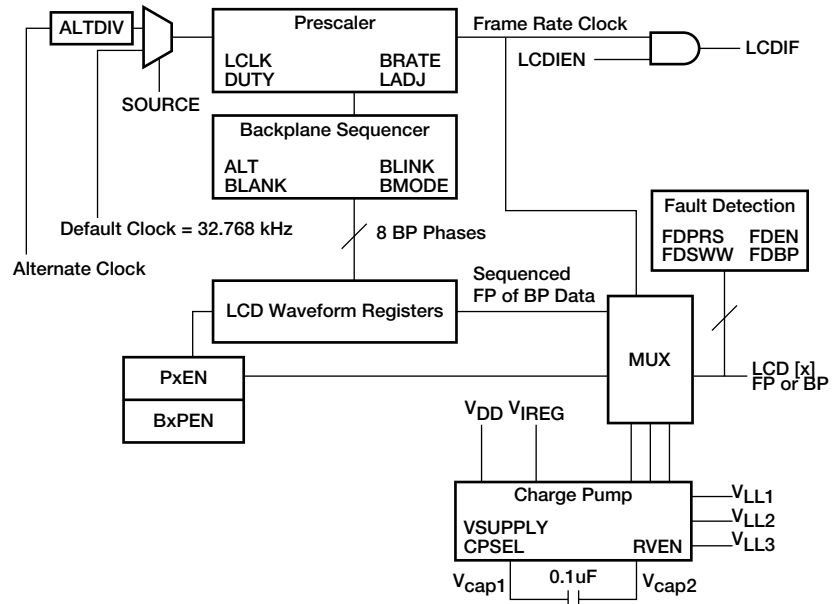 ALTDIV
Prescaler
LCLK BRATE
DUTY LADJ
Frame Rate Clock
LCDIEN
LCDIF
SOURCE
Backplane Sequencer
ALT BLINK
BLANK BMODE
Default Clock = 32.768 kHz
Alternate Clock
8 BP Phases
Fault Detection
FDPRS FDEN
FDSWW FDBP
LCD Waveform Registers
Sequenced
FP of BP Data
MUX
LCD [x]
FP or BP
PxEN
BxPEN
VDD VIREG
Charge Pump
VSUPPLY
CPSEL RVEN
VLL1
VLL2
VLL3
Vcap1 0.1uF Vcap2